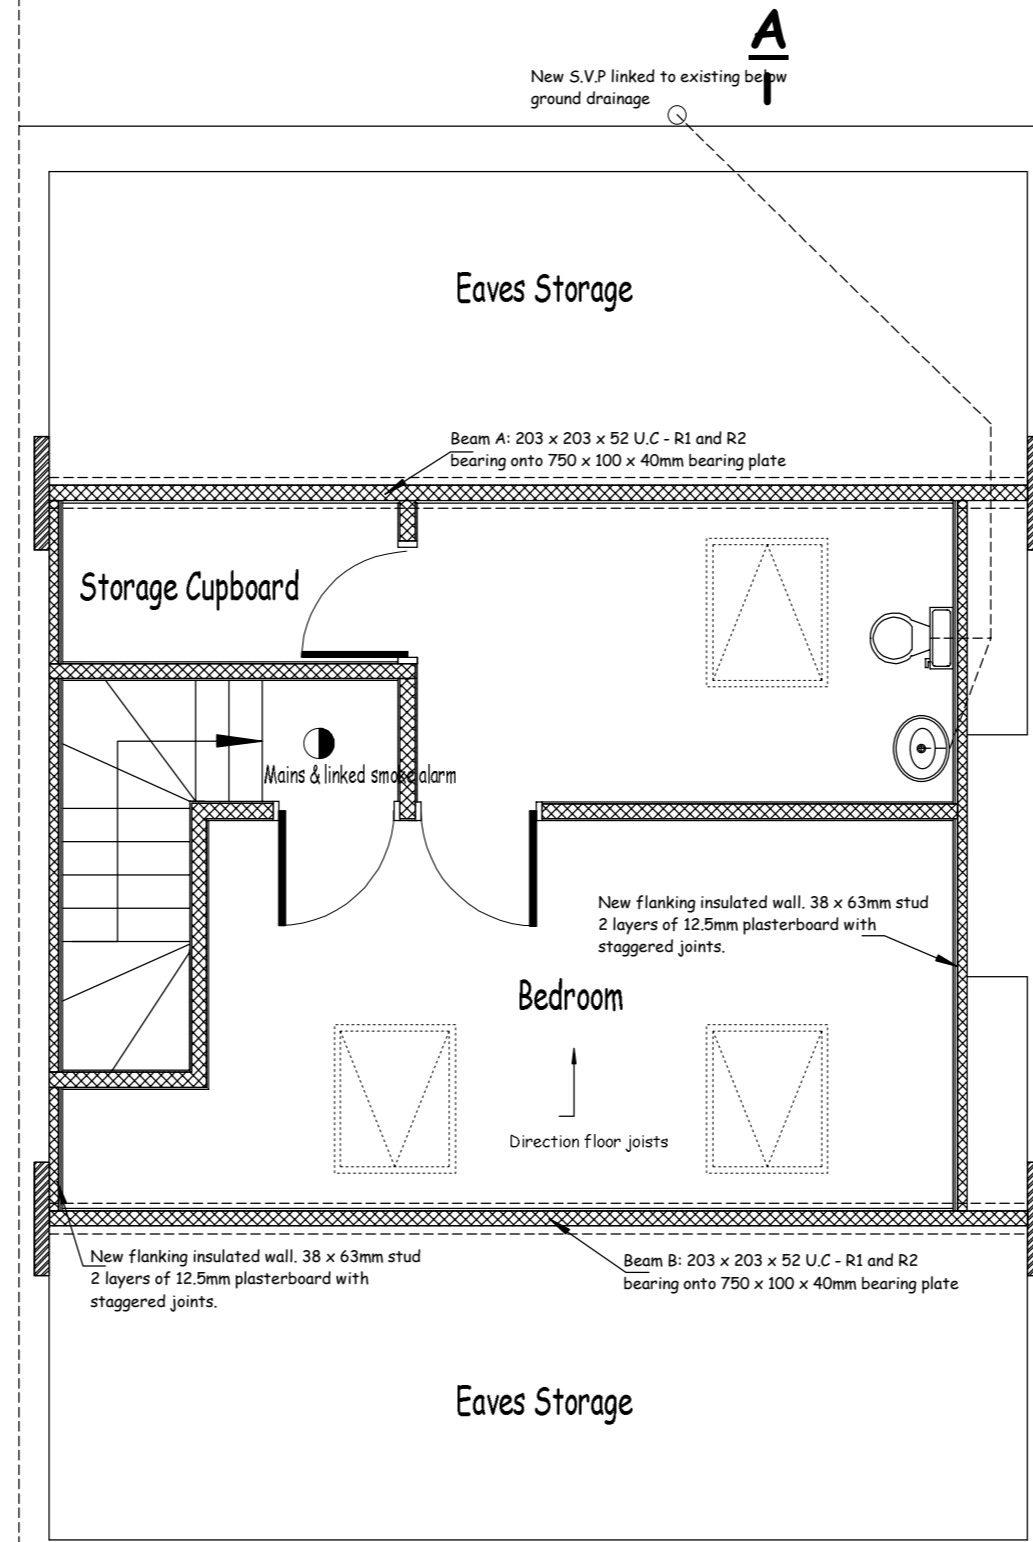 A
New S.V.P linked to existing below
ground drainage
Eaves Storage
Beam A: 203 x 203 x 52 U.C - R1 and R2
bearing onto 750 x 100 x 40mm bearing plate
Storage Cupboard
Mains & linked smoke alarm
New flanking insulated wall. 38 x 63mm stud
2 layers of 12.5mm plasterboard with
staggered joints.
Bedroom
Direction floor joists
New flanking insulated wall. 38 x 63mm stud
2 layers of 12.5mm plasterboard with
staggered joints.
Beam B: 203 x 203 x 52 U.C - R1 and R2
bearing onto 750 x 100 x 40mm bearing plate
Eaves Storage